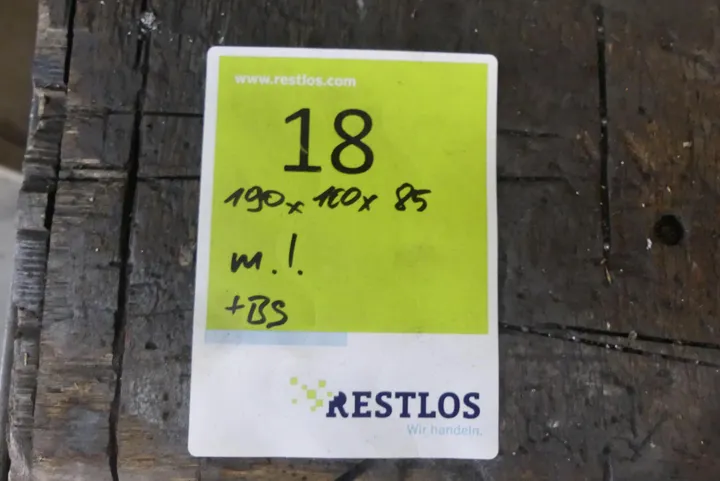 www.restlos.com
18
190x 100x 85
m.!.
+BS
RESTLOS
Wir handeln.